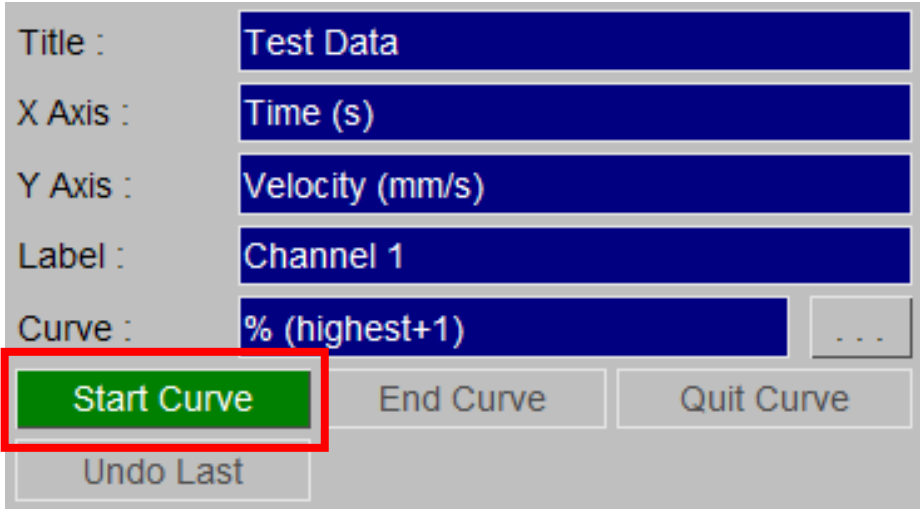 Title : Test Data
X Axis : Time (s)
Y Axis : Velocity (mm/s)
Label : Channel 1
Curve : % (highest+1) . . .
Start Curve End Curve Quit Curve
Undo Last